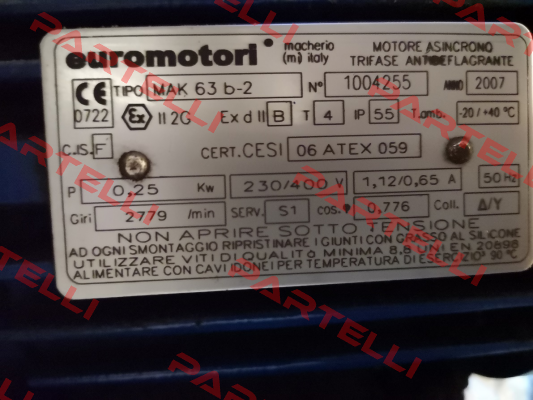 euromotori macherio (mi) italy MOTORE ASINCRONO TRIFASE ANTIDEFLAGRANTE
CE TIPO MAK 63 b-2 N° 1004255 ANNO 2007
0722 Ex II 2G Ex d II B T 4 IP 55 T.amb. -20/+40 °C
C.IS. F CERT. CESI 06 ATEX 059
P 0,25 Kw 230/400 V 1,12/0,65 A 50 Hz
Giri 2779 /min SERV. S1 cos. φ 0,776 Coll. Δ/Y
NON APRIRE SOTTO TENSIONE
AD OGNI SMONTAGGIO RIPRISTINARE I GIUNTI CON GRASSO AL SILICONE
UTILIZZARE VITI DI QUALITÀ MINIMA 8.8 UNI EN 20898
ALIMENTARE CON CAVI IDONEI PER TEMPERATURA DI ESERCIZIO ≥ 90 °C
PARTELLI